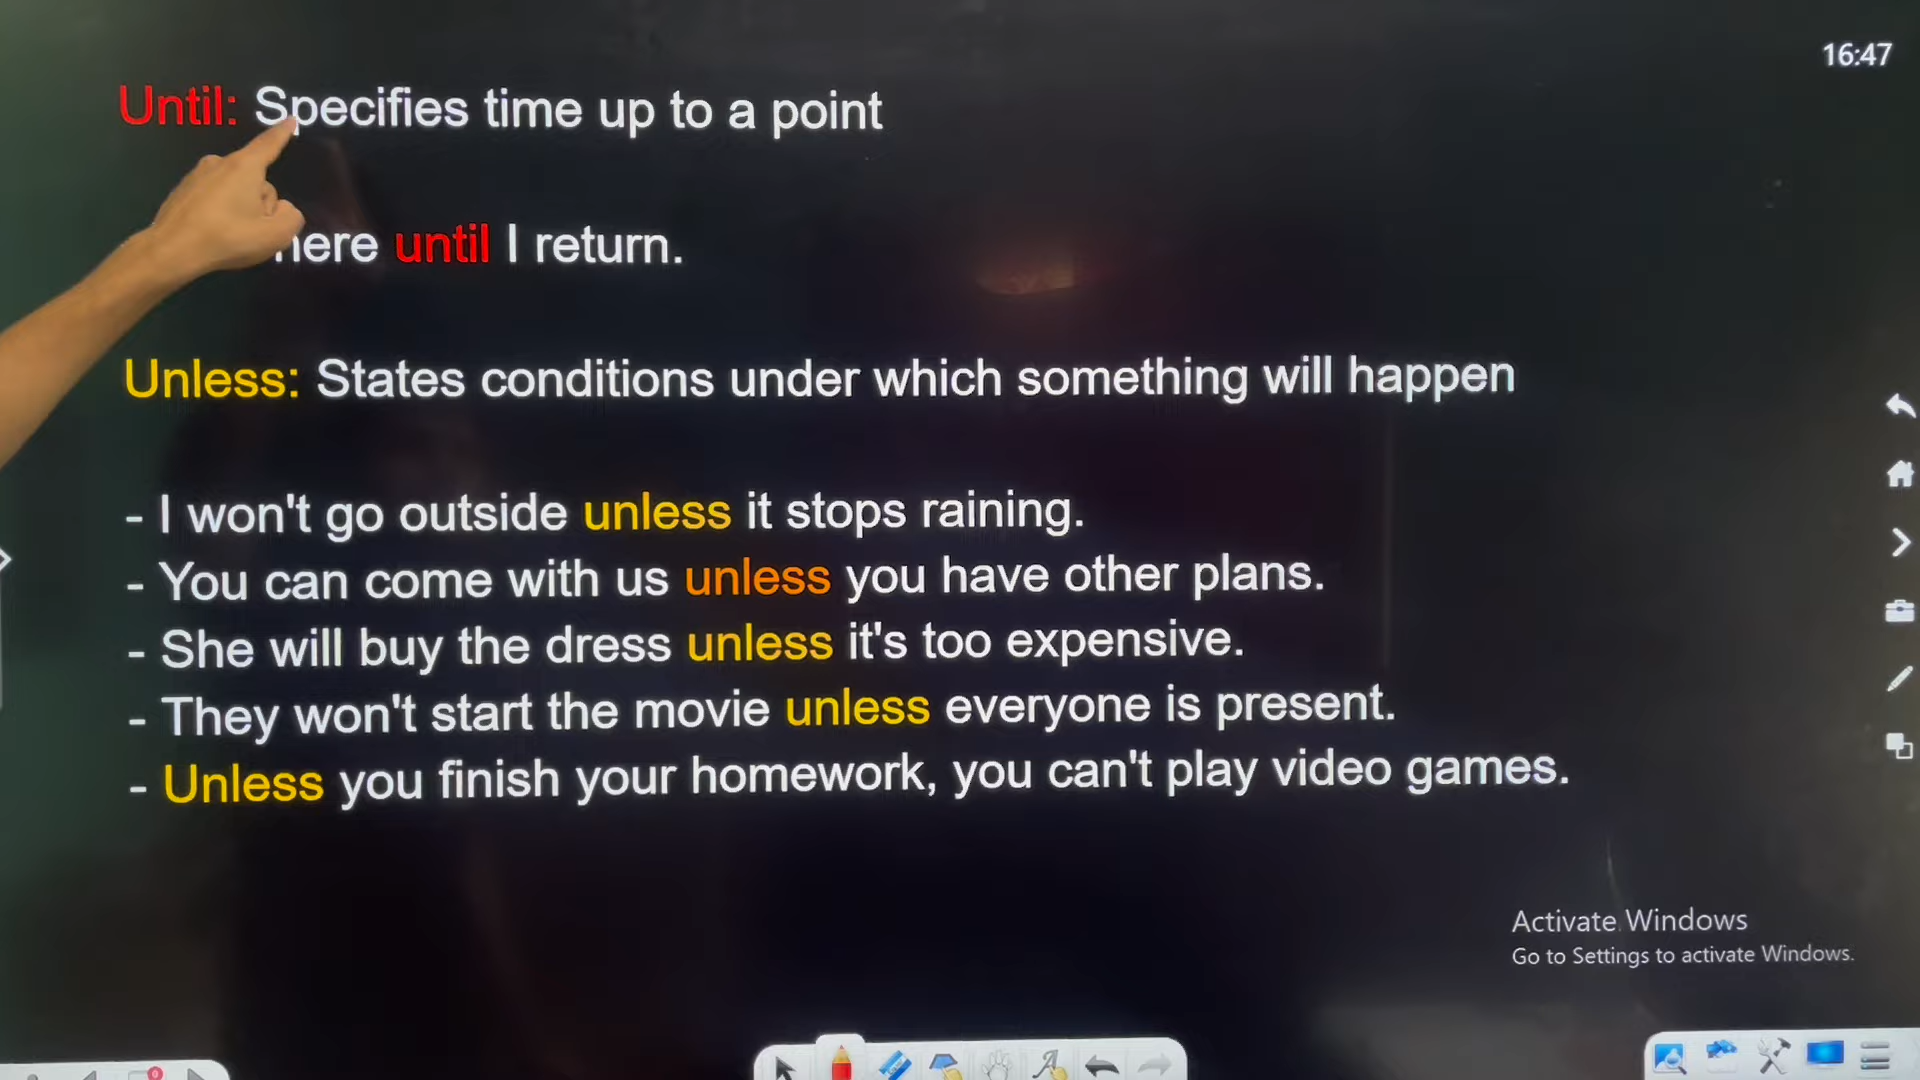 16:47
Until: Specifies time up to a point
here until I return.
Unless: States conditions under which something will happen
- I won't go outside unless it stops raining.
- You can come with us unless you have other plans.
- She will buy the dress unless it's too expensive.
- They won't start the movie unless everyone is present.
- Unless you finish your homework, you can't play video games.
Activate Windows
Go to Settings to activate Windows.